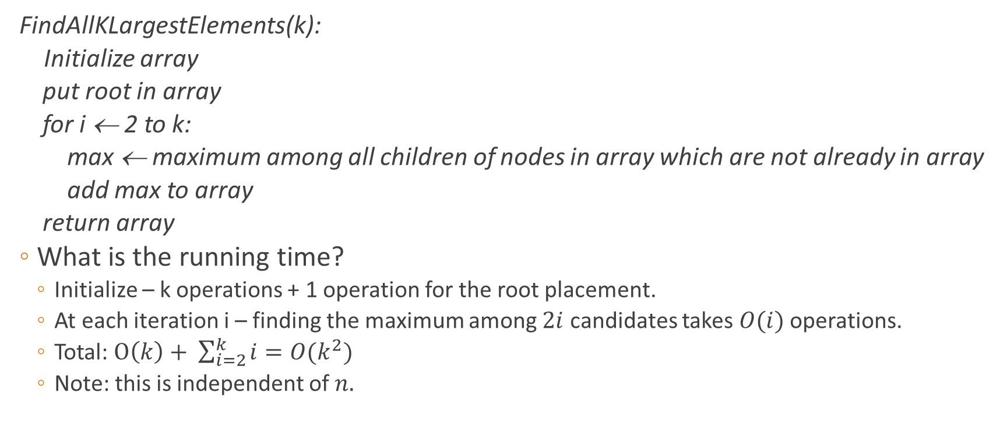 FindAllKLargestElements(k):
Initialize array
put root in array
for i ← 2 to k:
max ← maximum among all children of nodes in array which are not already in array
add max to array
return array
◦ What is the running time?
◦ Initialize – k operations + 1 operation for the root placement.
◦ At each iteration i – finding the maximum among 2𝑖 candidates takes 𝑂(𝑖) operations.
◦ Total: O(𝑘) + ∑ᵏᵢ₌₂ 𝑖 = 𝑂(𝑘²)
◦ Note: this is independent of 𝑛.